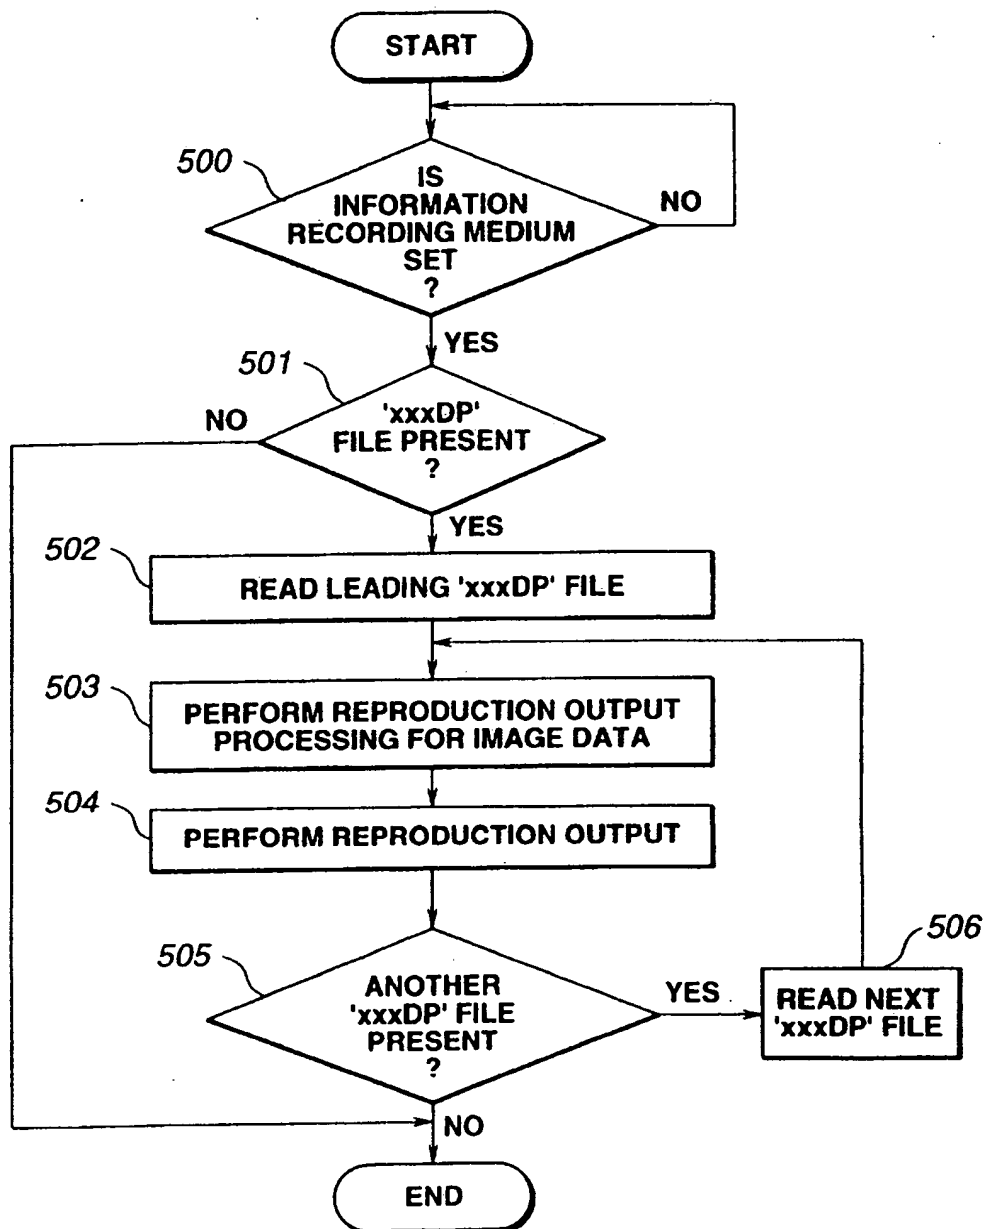 START
500
IS
INFORMATION
RECORDING MEDIUM
SET
?
NO
YES
501
'xxxDP'
FILE PRESENT
?
NO
YES
502
READ LEADING 'xxxDP' FILE
503
PERFORM REPRODUCTION OUTPUT
PROCESSING FOR IMAGE DATA
504
PERFORM REPRODUCTION OUTPUT
505
ANOTHER
'xxxDP' FILE
PRESENT
?
YES
506
READ NEXT
'xxxDP' FILE
NO
END